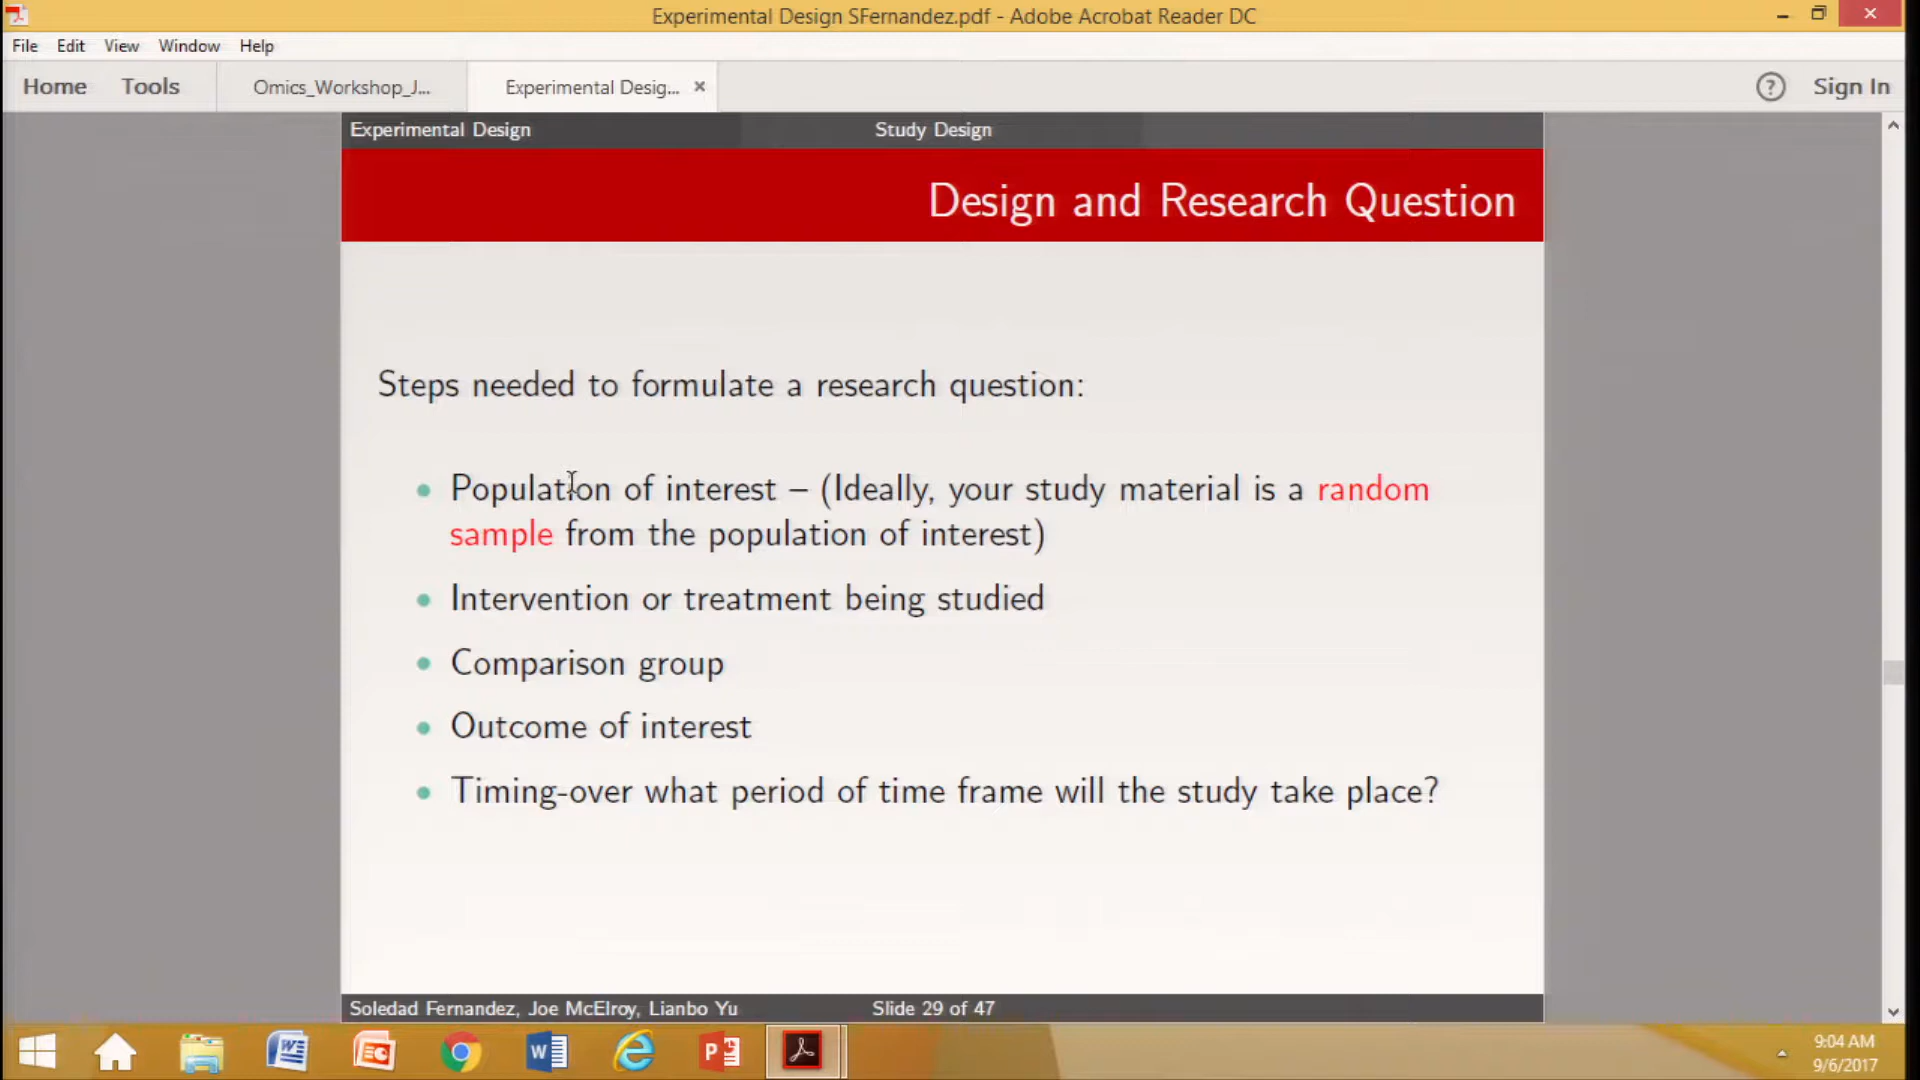 Experimental Design SFernandez.pdf - Adobe Acrobat Reader DC
File Edit View Window Help
Home Tools Omics_Workshop_J... Experimental Desig... × ? Sign In
Experimental Design Study Design
Design and Research Question
Steps needed to formulate a research question:
• Population of interest – (Ideally, your study material is a random
sample from the population of interest)
• Intervention or treatment being studied
• Comparison group
• Outcome of interest
• Timing-over what period of time frame will the study take place?
Soledad Fernandez, Joe McElroy, Lianbo Yu Slide 29 of 47
9:04 AM
9/6/2017